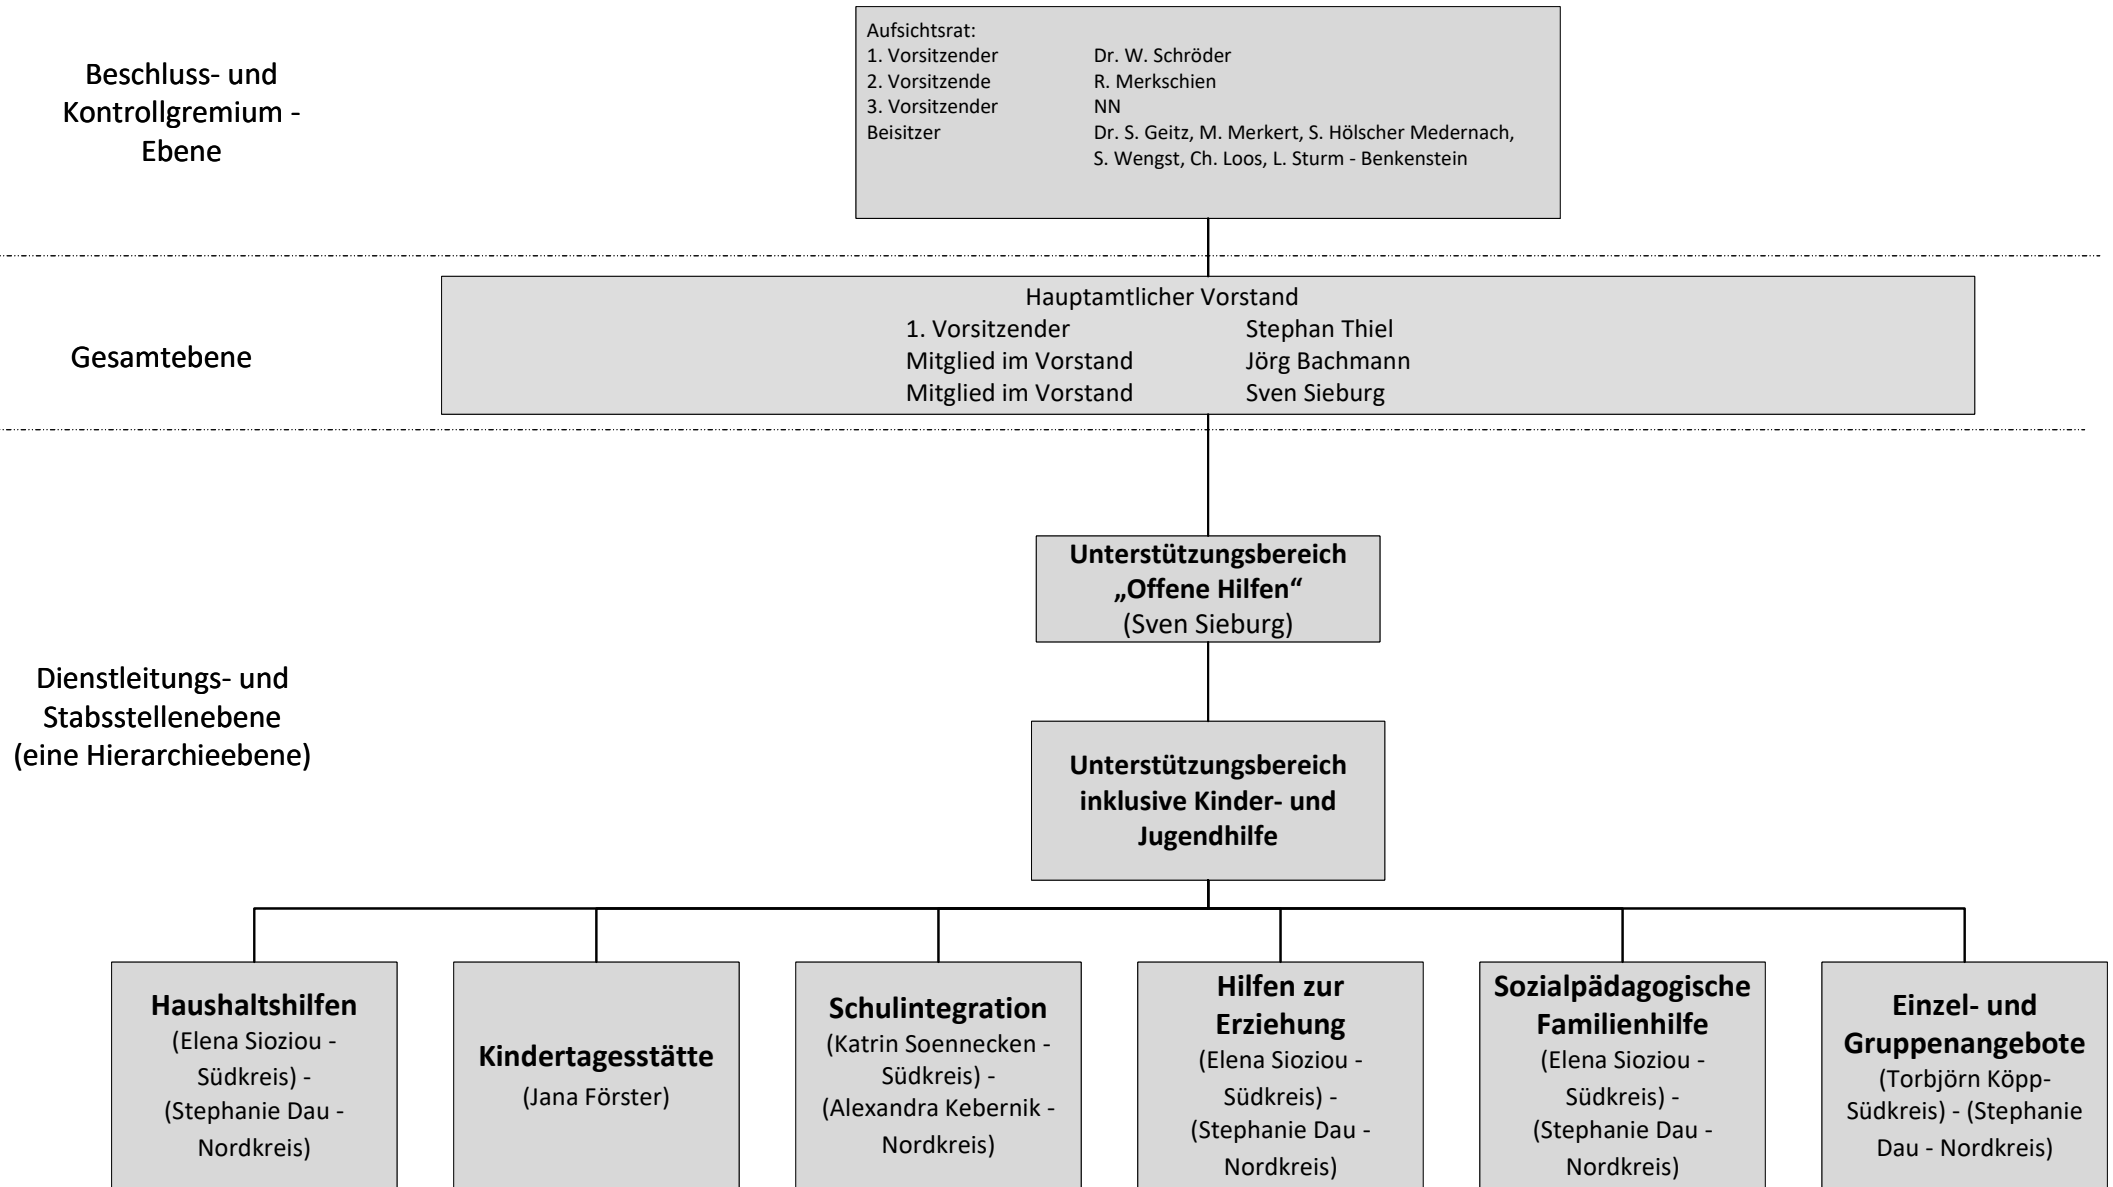 Beschluss- und
Kontrollgremium -
Ebene
Aufsichtsrat:
1. Vorsitzender Dr. W. Schröder
2. Vorsitzende R. Merkschien
3. Vorsitzender NN
Beisitzer Dr. S. Geitz, M. Merkert, S. Hölscher Medernach,
S. Wengst, Ch. Loos, L. Sturm - Benkenstein
Gesamtebene
Hauptamtlicher Vorstand
1. Vorsitzender Stephan Thiel
Mitglied im Vorstand Jörg Bachmann
Mitglied im Vorstand Sven Sieburg
Dienstleitungs- und
Stabsstellenebene
(eine Hierarchieebene)
Unterstützungsbereich
„Offene Hilfen“
(Sven Sieburg)
Unterstützungsbereich
inklusive Kinder- und
Jugendhilfe
Haushaltshilfen
(Elena Sioziou -
Südkreis) -
(Stephanie Dau -
Nordkreis)
Kindertagesstätte
(Jana Förster)
Schulintegration
(Katrin Soennecken -
Südkreis) -
(Alexandra Kebernik -
Nordkreis)
Hilfen zur
Erziehung
(Elena Sioziou -
Südkreis) -
(Stephanie Dau -
Nordkreis)
Sozialpädagogische
Familienhilfe
(Elena Sioziou -
Südkreis) -
(Stephanie Dau -
Nordkreis)
Einzel- und
Gruppenangebote
(Torbjörn Köpp-
Südkreis) - (Stephanie
Dau - Nordkreis)